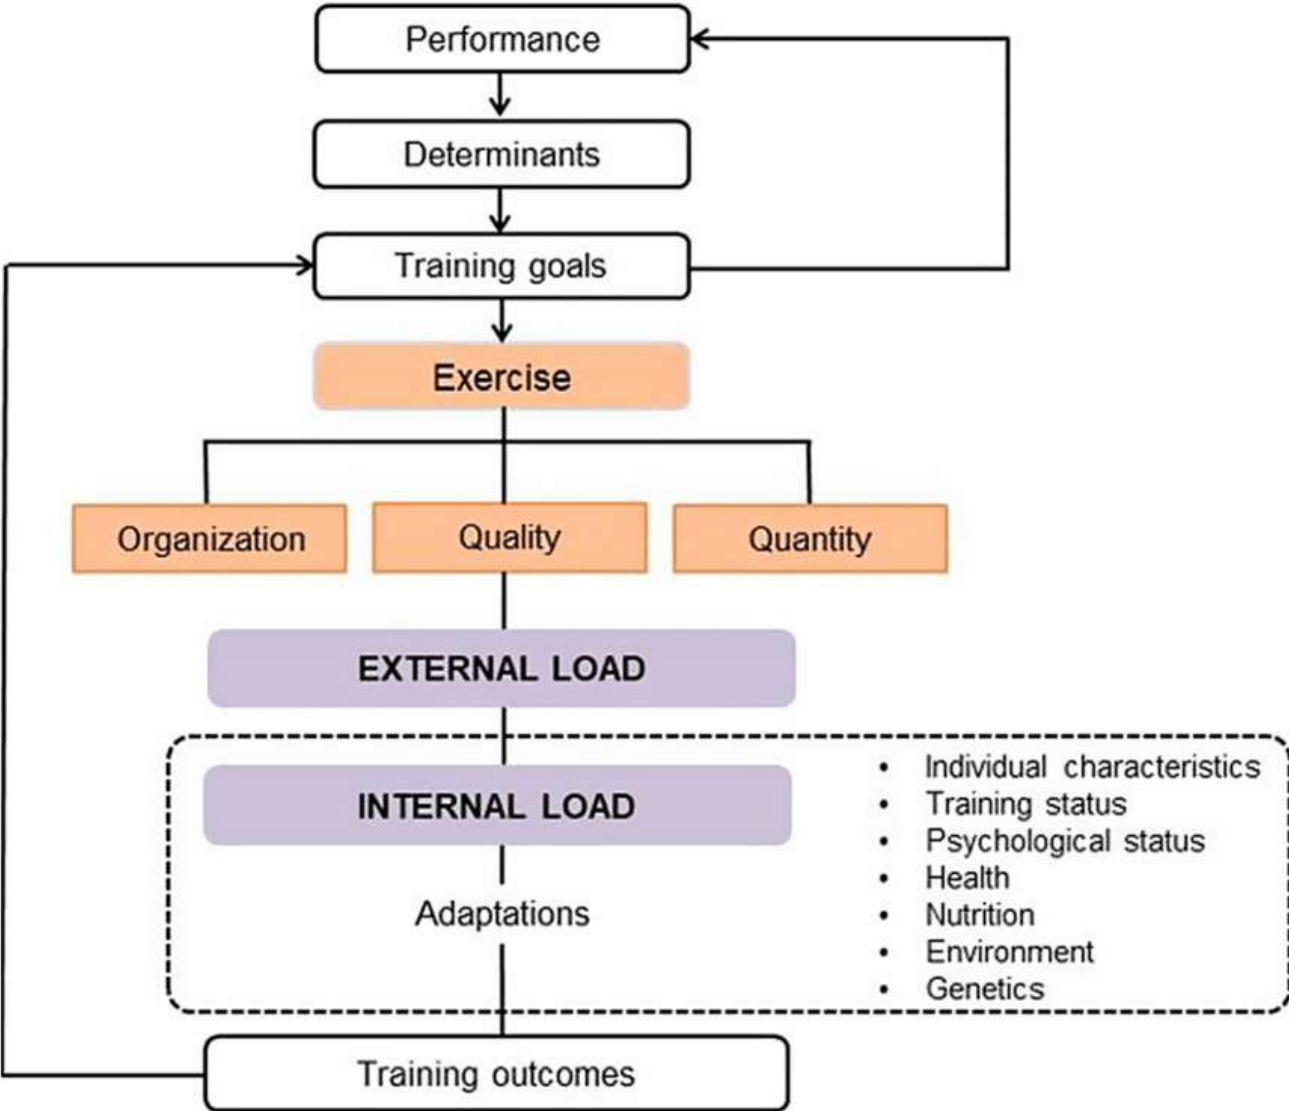 Performance
Determinants
Training goals
Exercise
Organization
Quality
Quantity
EXTERNAL LOAD
INTERNAL LOAD
Adaptations
• Individual characteristics
• Training status
• Psychological status
• Health
• Nutrition
• Environment
• Genetics
Training outcomes